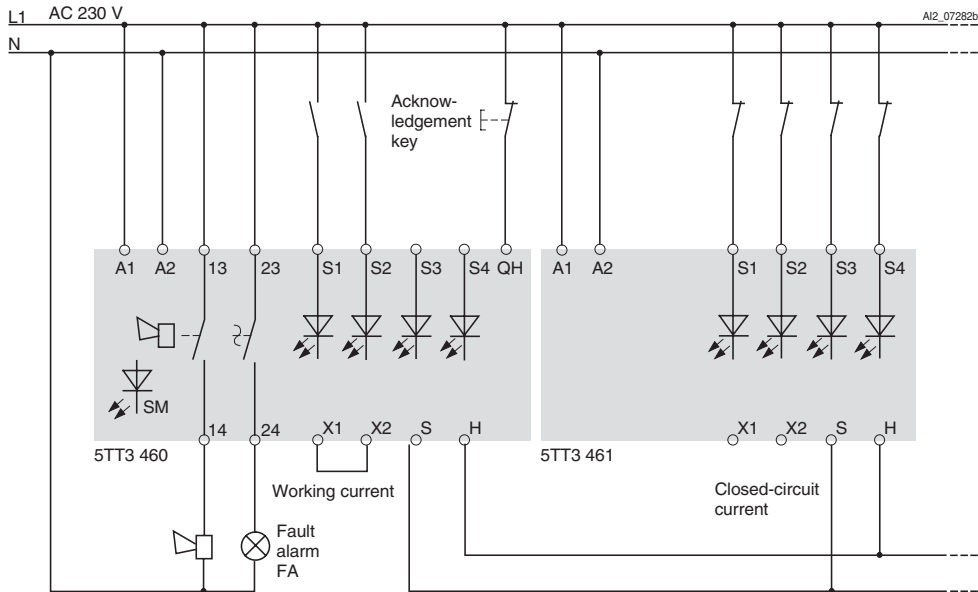 L1 AC 230 V
AI2_07282b
N
Acknow-
ledgement
key
A1 A2 13 23 S1 S2 S3 S4 QH A1 A2 S1 S2 S3 S4
SM
14 24 X1 X2 S H X1 X2 S H
5TT3 460
5TT3 461
Working current
Closed-circuit
current
Fault
alarm
FA